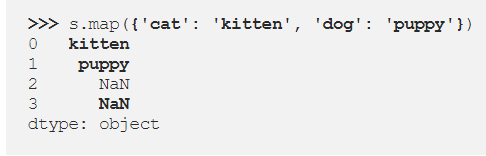 >>> s.map({'cat': 'kitten', 'dog': 'puppy'})
0   kitten
1    puppy
2      NaN
3      NaN
dtype: object